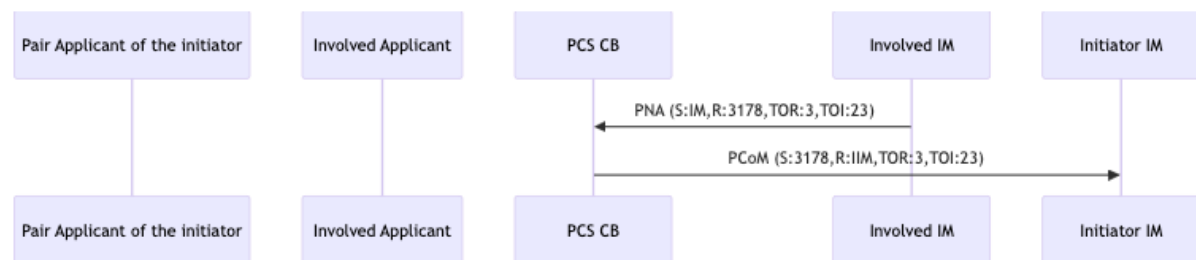 Pair Applicant of the initiator
Involved Applicant
PCS CB
Involved IM
Initiator IM
PNA (S:IM,R:3178,TOR:3,TOI:23)
PCoM (S:3178,R:IIM,TOR:3,TOI:23)
Pair Applicant of the initiator
Involved Applicant
PCS CB
Involved IM
Initiator IM